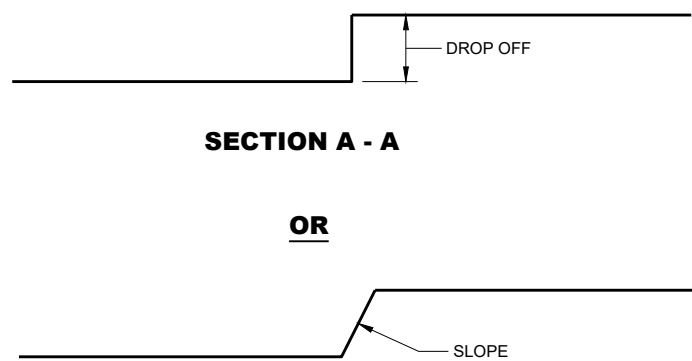 DROP OFF
SECTION A - A
OR
SLOPE